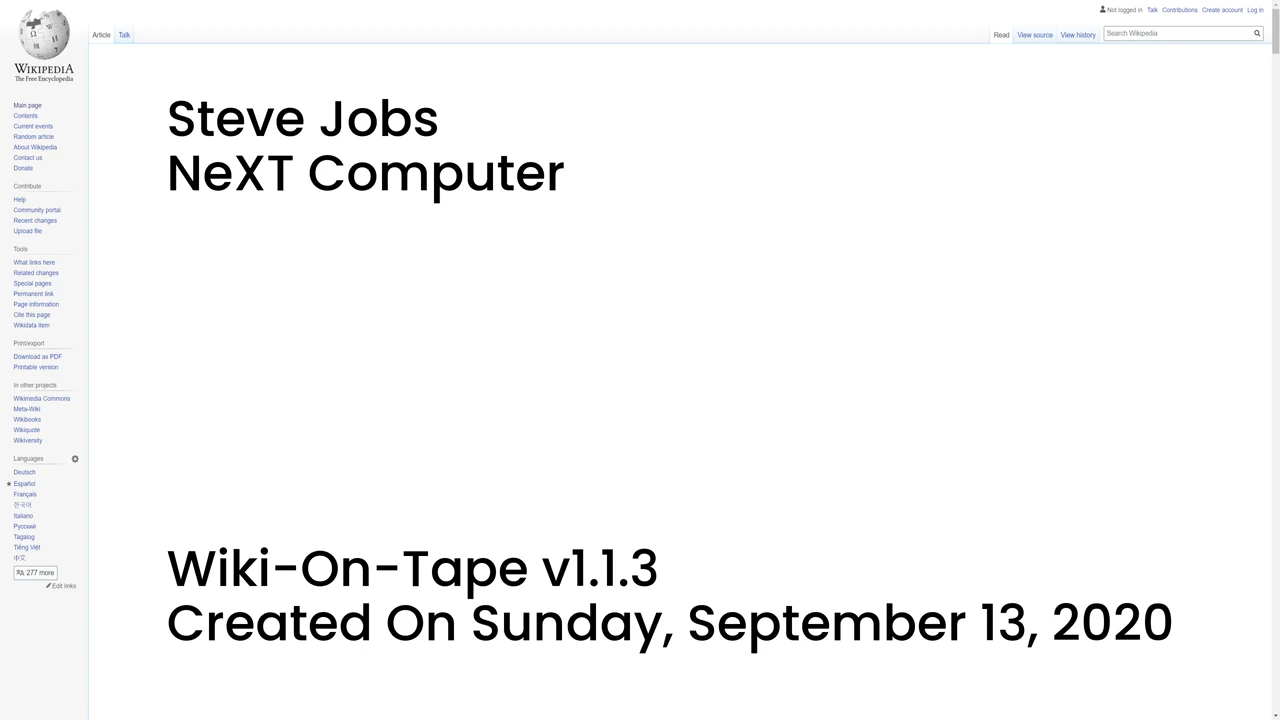 Not logged in Talk Contributions Create account Log in
Article Talk Read View source View history Search Wikipedia
WIKIPEDIA
The Free Encyclopedia
Main page
Contents
Current events
Random article
About Wikipedia
Contact us
Donate
Contribute
Help
Community portal
Recent changes
Upload file
Tools
What links here
Related changes
Special pages
Permanent link
Page information
Cite this page
Wikidata item
Print/export
Download as PDF
Printable version
In other projects
Wikimedia Commons
Meta-Wiki
Wikibooks
Wikiquote
Wikiversity
Languages
Deutsch
Español
Français
한국어
Italiano
Русский
Tagalog
Tiếng Việt
中文
277 more
Edit links
Steve Jobs
NeXT Computer
Wiki-On-Tape v1.1.3
Created On Sunday, September 13, 2020